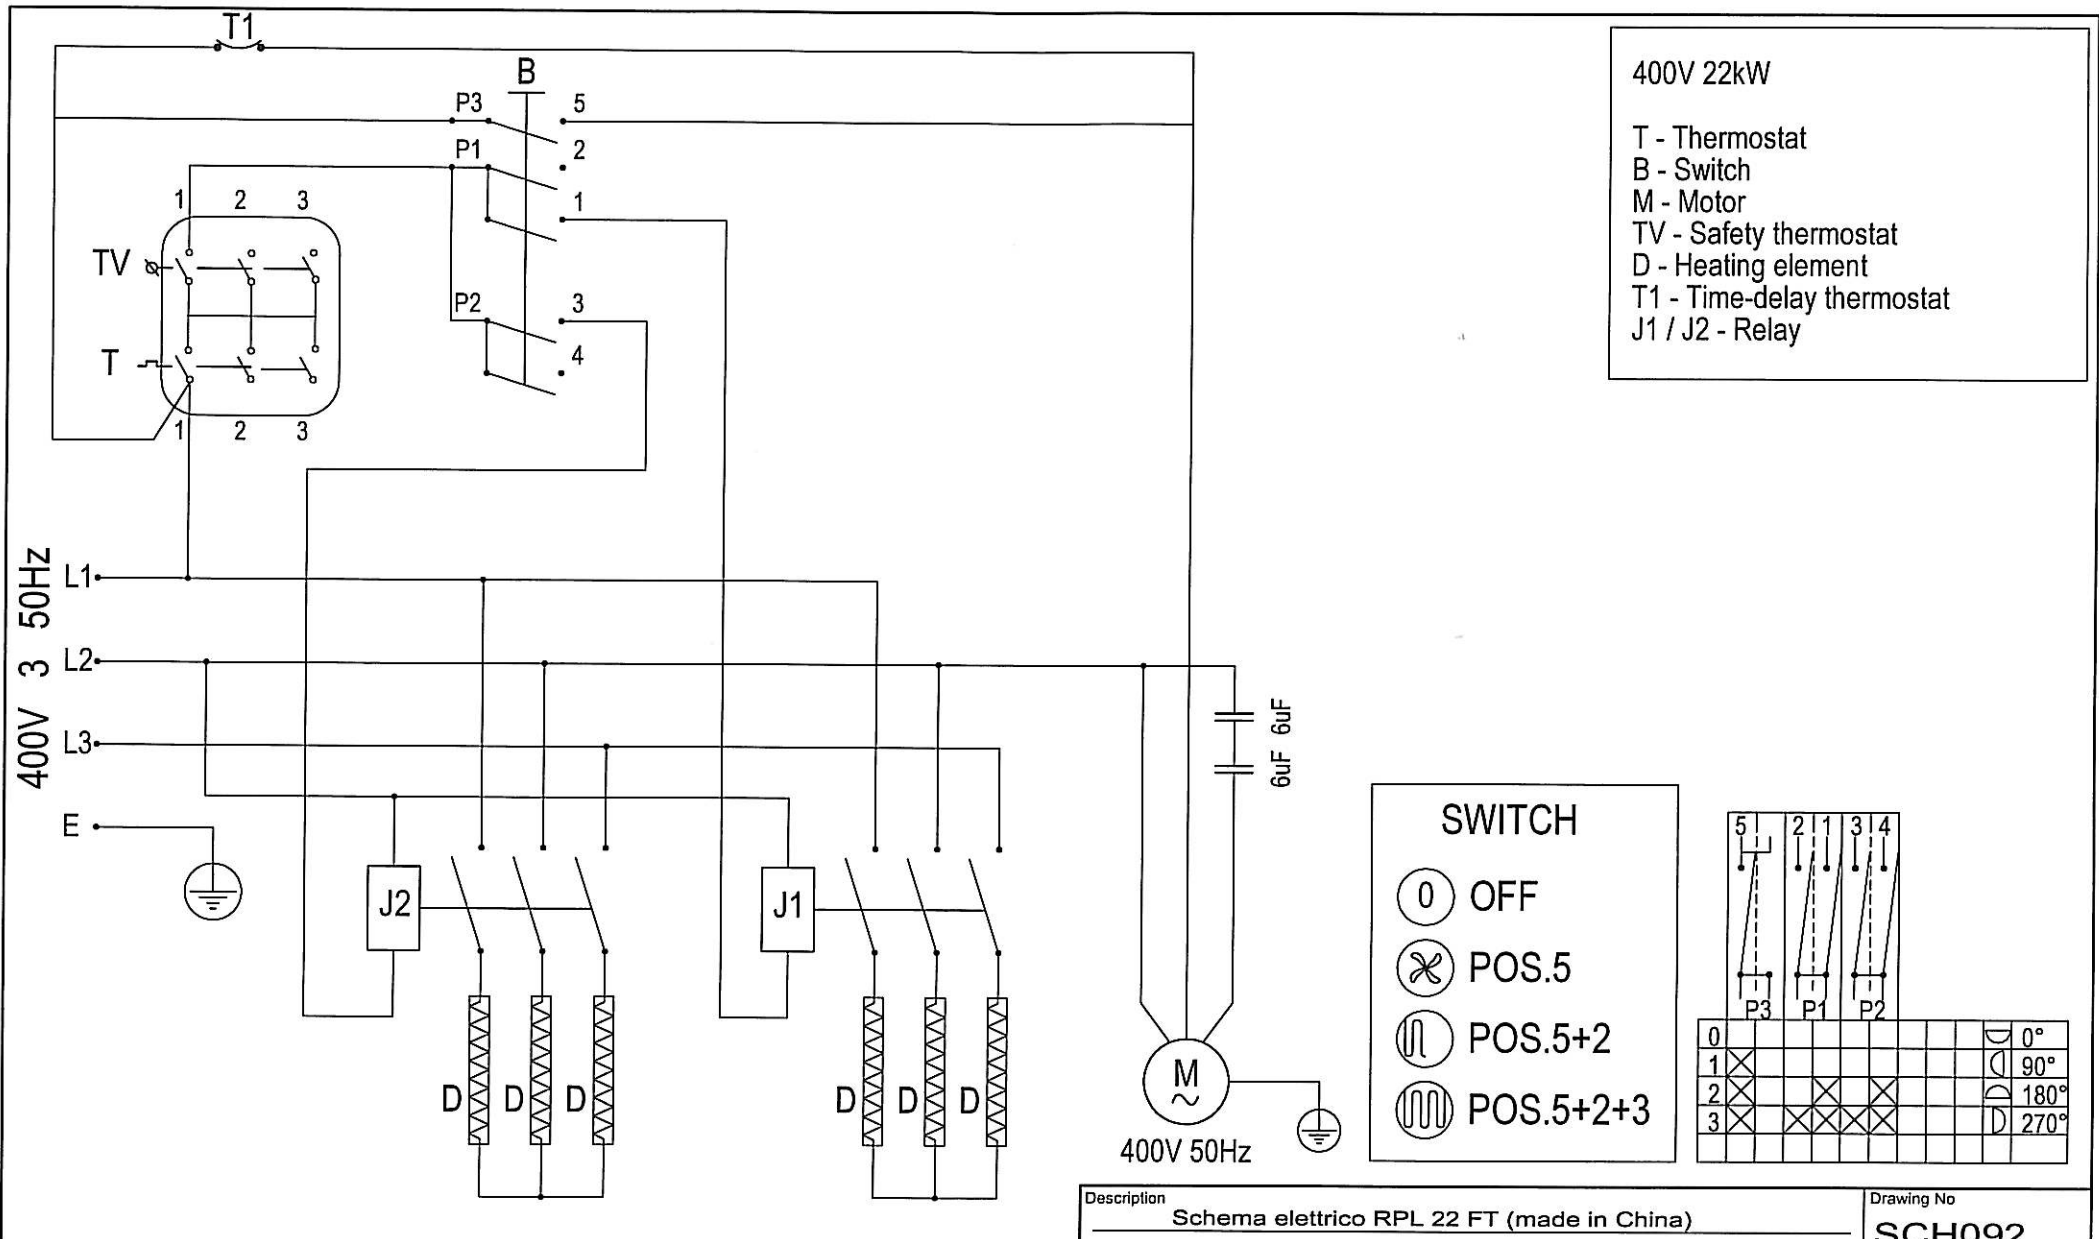 T1
B
P3 5
P1 2
1
P2 3
4
1 2 3
TV
T
1 2 3
400V 22kW
T - Thermostat
B - Switch
M - Motor
TV - Safety thermostat
D - Heating element
T1 - Time-delay thermostat
J1 / J2 - Relay
400V 3 50Hz
L1
L2
L3
E
J2
J1
D D D
D D D
6uF 6uF
M
400V 50Hz
SWITCH
0 OFF
POS.5
POS.5+2
POS.5+2+3
5 2 1 3 4
P3 P1 P2
0 0°
1 90°
2 180°
3 270°
Description
Schema elettrico RPL 22 FT (made in China)
Drawing No
SCH092